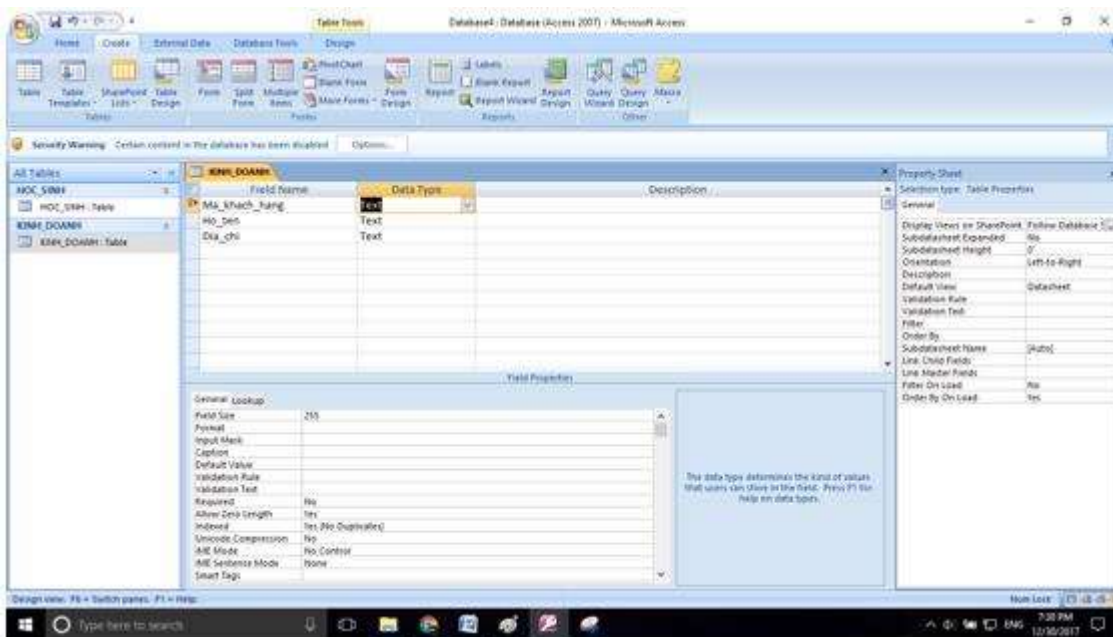 Table Tools
Database4 : Database (Access 2007) - Microsoft Access
Home Create External Data Database Tools Design
Table Table Templates SharePoint Lists Table Design
Tables
Form Split Form Multiple Items PivotChart Blank Form More Forms Form Design
Forms
Report Labels Blank Report Report Wizard Report Design
Reports
Query Wizard Query Design Macro
Other
Security Warning Certain content in the database has been disabled Options...
All Tables
HOC_SINH
HOC_SINH : Table
KINH_DOANH
KINH_DOANH : Table
KINH_DOANH
Field Name Data Type Description
Ma_khach_hang Text
Ho_ten Text
Dia_chi Text
Field Properties
General Lookup
Field Size 255
Format
Input Mask
Caption
Default Value
Validation Rule
Validation Text
Required No
Allow Zero Length Yes
Indexed Yes (No Duplicates)
Unicode Compression No
IME Mode No Control
IME Sentence Mode None
Smart Tags
The data type determines the kind of values
that users can store in the field. Press F1 for
help on data types.
Property Sheet
Selection type: Table Properties
General
Display Views on SharePoint Follow Database
Subdatasheet Expanded No
Subdatasheet Height 0"
Orientation Left-to-Right
Description
Default View Datasheet
Validation Rule
Validation Text
Filter
Order By
Subdatasheet Name [Auto]
Link Child Fields
Link Master Fields
Filter On Load No
Order By On Load Yes
Design view. F6 = Switch panes. F1 = Help.
Num Lock
Type here to search
ENG
7:30 PM
12/30/2017